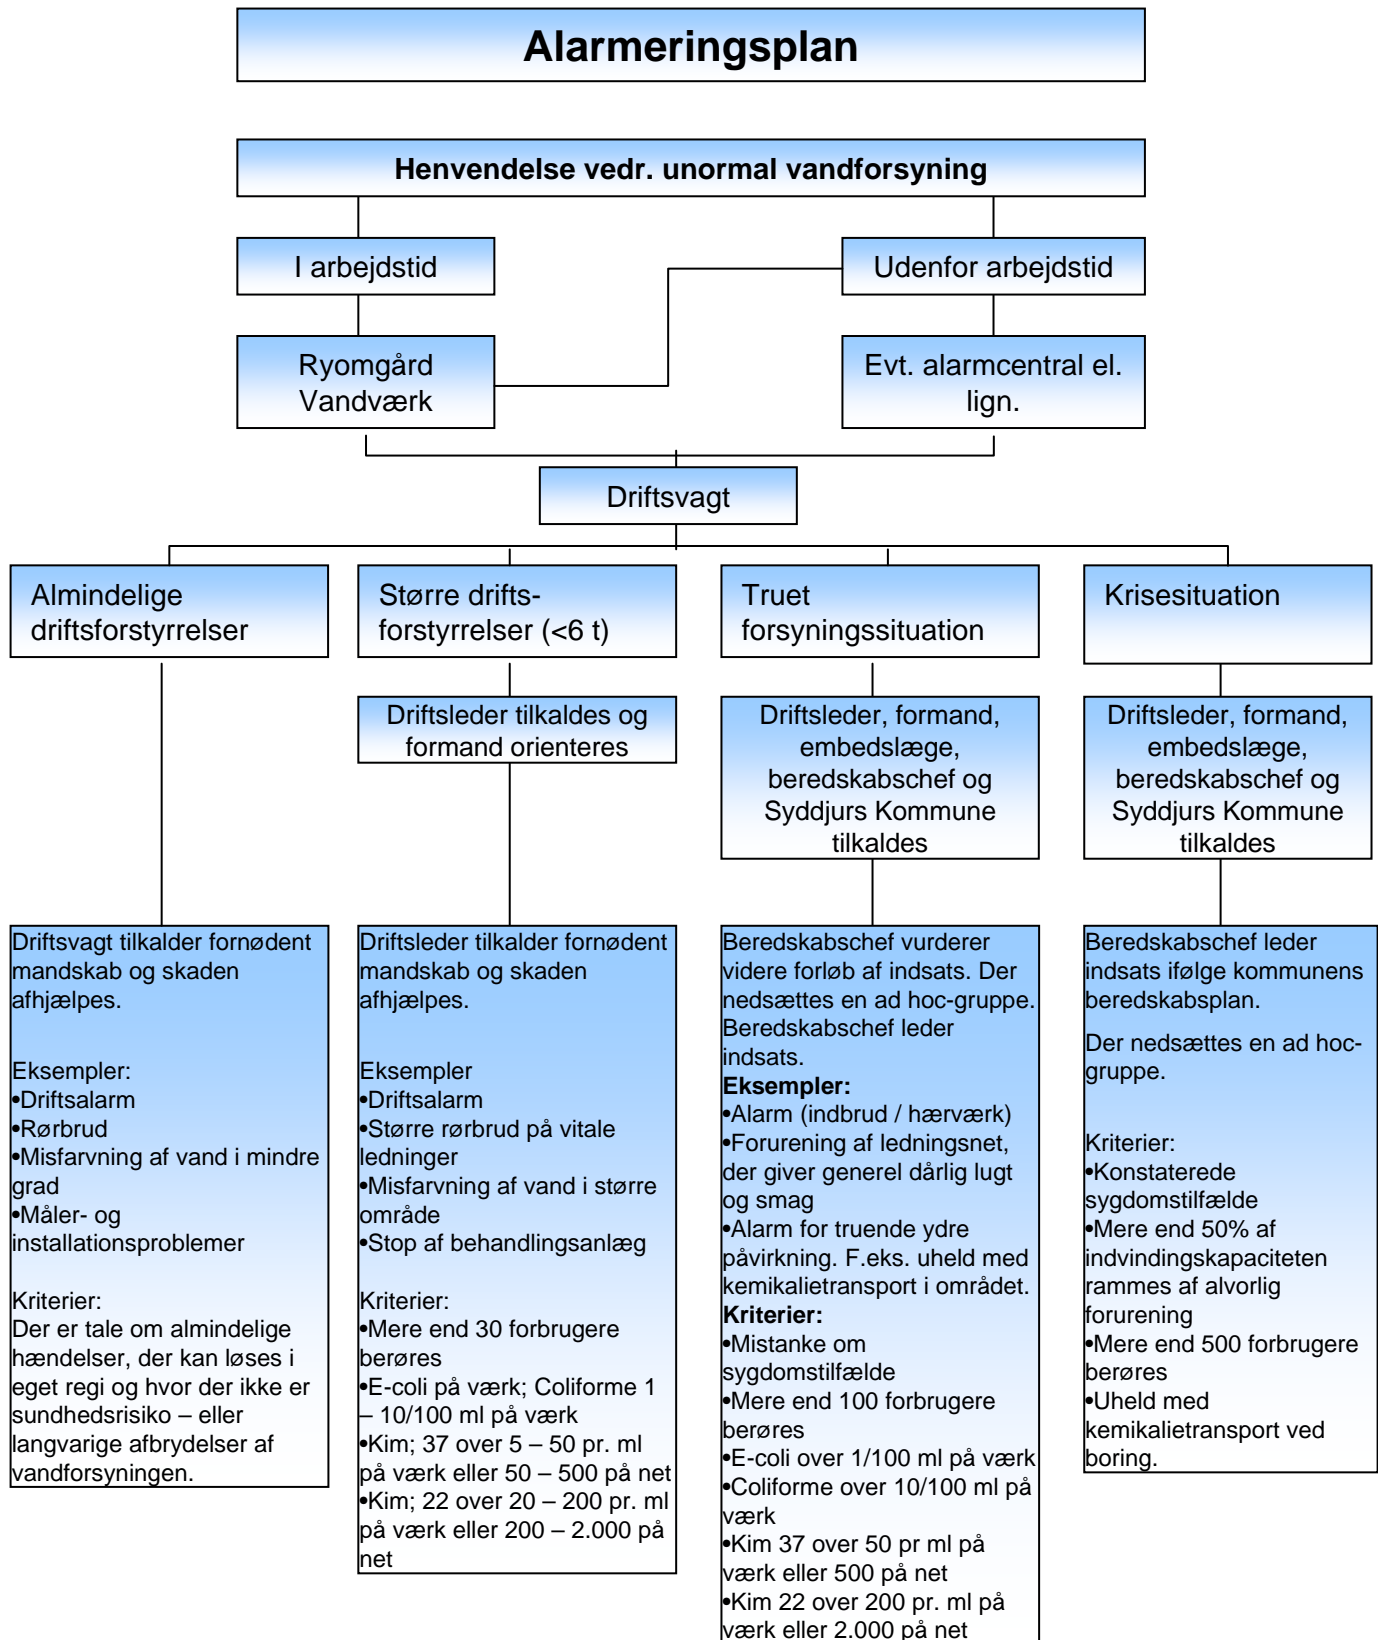 Alarmeringsplan
Henvendelse vedr. unormal vandforsyning
I arbejdstid
Udenfor arbejdstid
Ryomgård
Vandværk
Evt. alarmcentral el.
lign.
Driftsvagt
Almindelige
driftsforstyrrelser
Større drifts-
forstyrrelser (<6 t)
Truet
forsyningssituation
Krisesituation
Driftsleder tilkaldes og
formand orienteres
Driftsleder, formand,
embedslæge,
beredskabschef og
Syddjurs Kommune
tilkaldes
Driftsleder, formand,
embedslæge,
beredskabschef og
Syddjurs Kommune
tilkaldes
Driftsvagt tilkalder fornødent
mandskab og skaden
afhjælpes.
Eksempler:
•Driftsalarm
•Rørbrud
•Misfarvning af vand i mindre
grad
•Måler- og
installationsproblemer
Kriterier:
Der er tale om almindelige
hændelser, der kan løses i
eget regi og hvor der ikke er
sundhedsrisiko – eller
langvarige afbrydelser af
vandforsyningen.
Driftsleder tilkalder fornødent
mandskab og skaden
afhjælpes.
Eksempler
•Driftsalarm
•Større rørbrud på vitale
ledninger
•Misfarvning af vand i større
område
•Stop af behandlingsanlæg
Kriterier:
•Mere end 30 forbrugere
berøres
•E-coli på værk; Coliforme 1
– 10/100 ml på værk
•Kim; 37 over 5 – 50 pr. ml
på værk eller 50 – 500 på net
•Kim; 22 over 20 – 200 pr. ml
på værk eller 200 – 2.000 på
net
Beredskabschef vurderer
videre forløb af indsats. Der
nedsættes en ad hoc-gruppe.
Beredskabschef leder
indsats.
Eksempler:
•Alarm (indbrud / hærværk)
•Forurening af ledningsnet,
der giver generel dårlig lugt
og smag
•Alarm for truende ydre
påvirkning. F.eks. uheld med
kemikalietransport i området.
Kriterier:
•Mistanke om
sygdomstilfælde
•Mere end 100 forbrugere
berøres
•E-coli over 1/100 ml på værk
•Coliforme over 10/100 ml på
værk
•Kim 37 over 50 pr ml på
værk eller 500 på net
•Kim 22 over 200 pr. ml på
værk eller 2.000 på net
Beredskabschef leder
indsats ifølge kommunens
beredskabsplan.
Der nedsættes en ad hoc-
gruppe.
Kriterier:
•Konstaterede
sygdomstilfælde
•Mere end 50% af
indvindingskapaciteten
rammes af alvorlig
forurening
•Mere end 500 forbrugere
berøres
•Uheld med
kemikalietransport ved
boring.